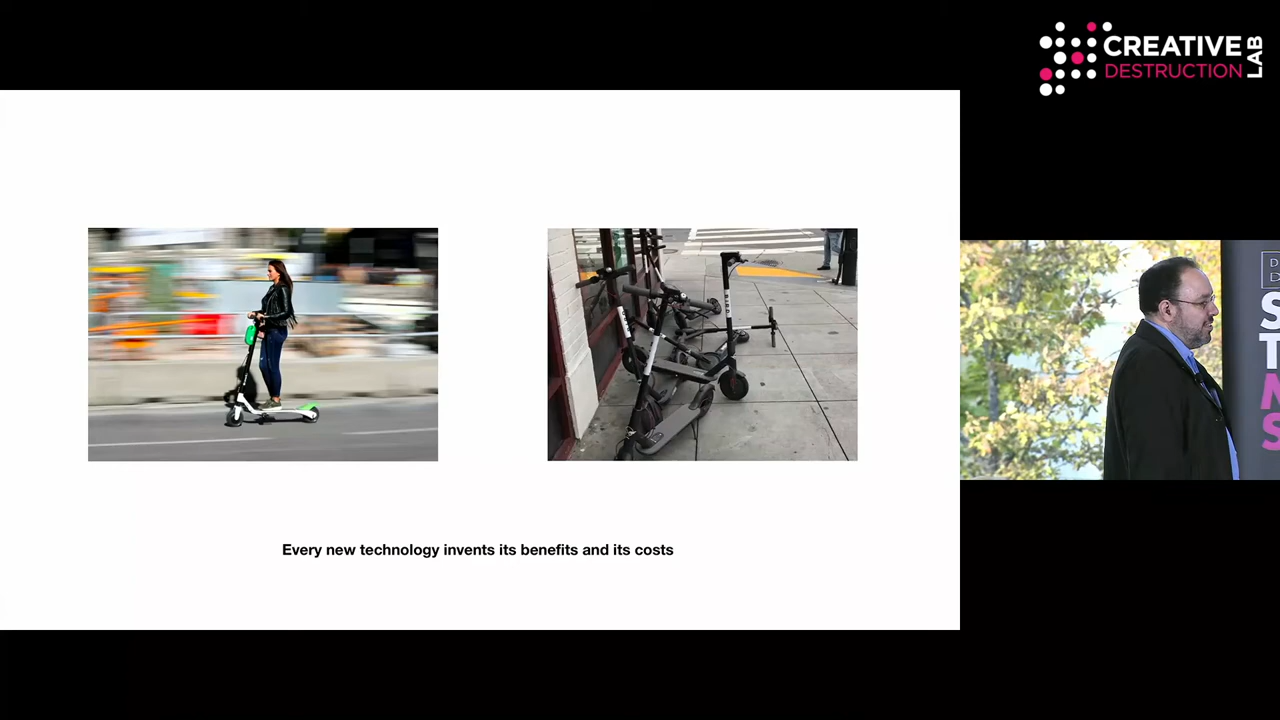 CREATIVE
DESTRUCTION
LAB
D
D
S
T
M
S
Every new technology invents its benefits and its costs